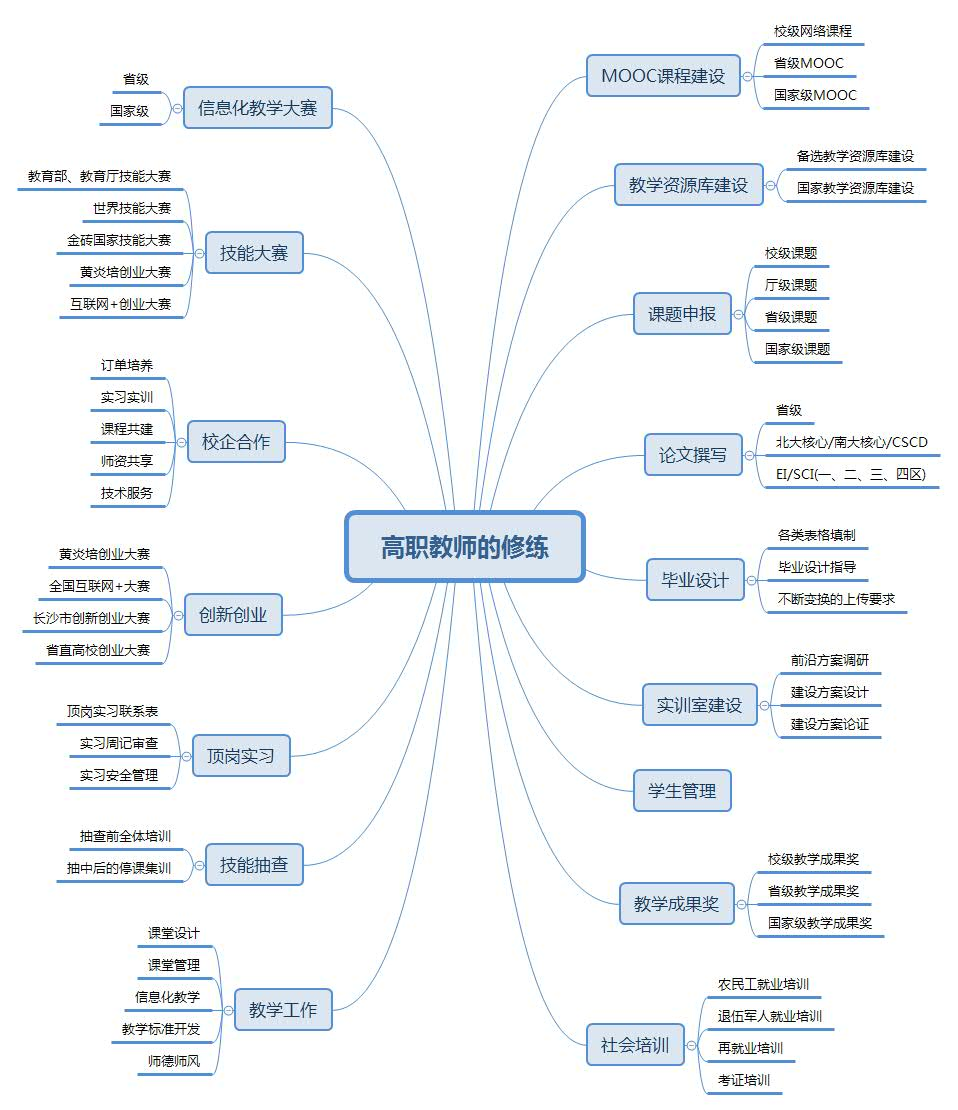 高职教师的修练
MOOC课程建设
校级网络课程
省级MOOC
国家级MOOC
教学资源库建设
备选教学资源库建设
国家教学资源库建设
课题申报
校级课题
厅级课题
省级课题
国家级课题
论文撰写
省级
北大核心/南大核心/CSCD
EI/SCI(一、二、三、四区)
毕业设计
各类表格填制
毕业设计指导
不断变换的上传要求
实训室建设
前沿方案调研
建设方案设计
建设方案论证
学生管理
教学成果奖
校级教学成果奖
省级教学成果奖
国家级教学成果奖
社会培训
农民工就业培训
退伍军人就业培训
再就业培训
考证培训
信息化教学大赛
省级
国家级
技能大赛
教育部、教育厅技能大赛
世界技能大赛
金砖国家技能大赛
黄炎培创业大赛
互联网+创业大赛
校企合作
订单培养
实习实训
课程共建
师资共享
技术服务
创新创业
黄炎培创业大赛
全国互联网+大赛
长沙市创新创业大赛
省直高校创业大赛
顶岗实习
顶岗实习联系表
实习周记审查
实习安全管理
技能抽查
抽查前全体培训
抽中后的停课集训
教学工作
课堂设计
课堂管理
信息化教学
教学标准开发
师德师风